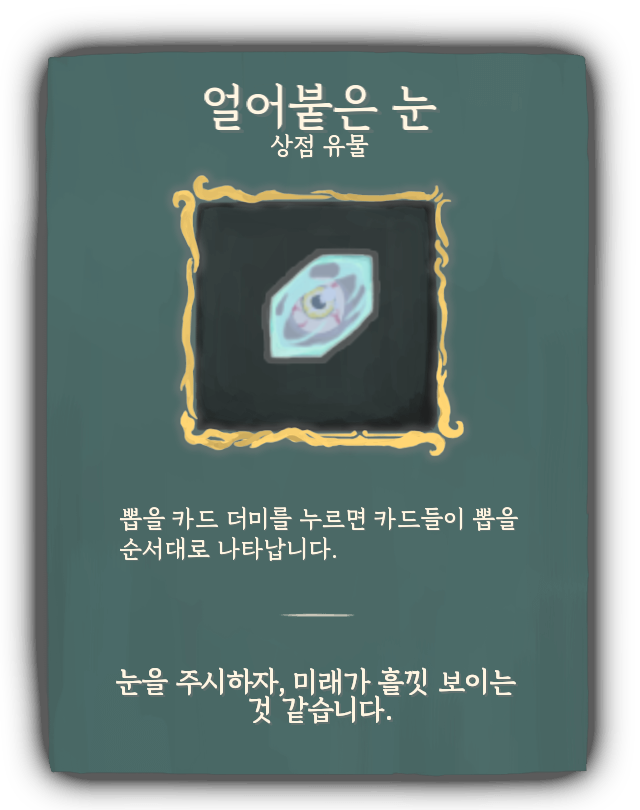 얼어붙은 눈
상점 유물
뽑을 카드 더미를 누르면 카드들이 뽑을
순서대로 나타납니다.
눈을 주시하자, 미래가 흘낏 보이는
것 같습니다.